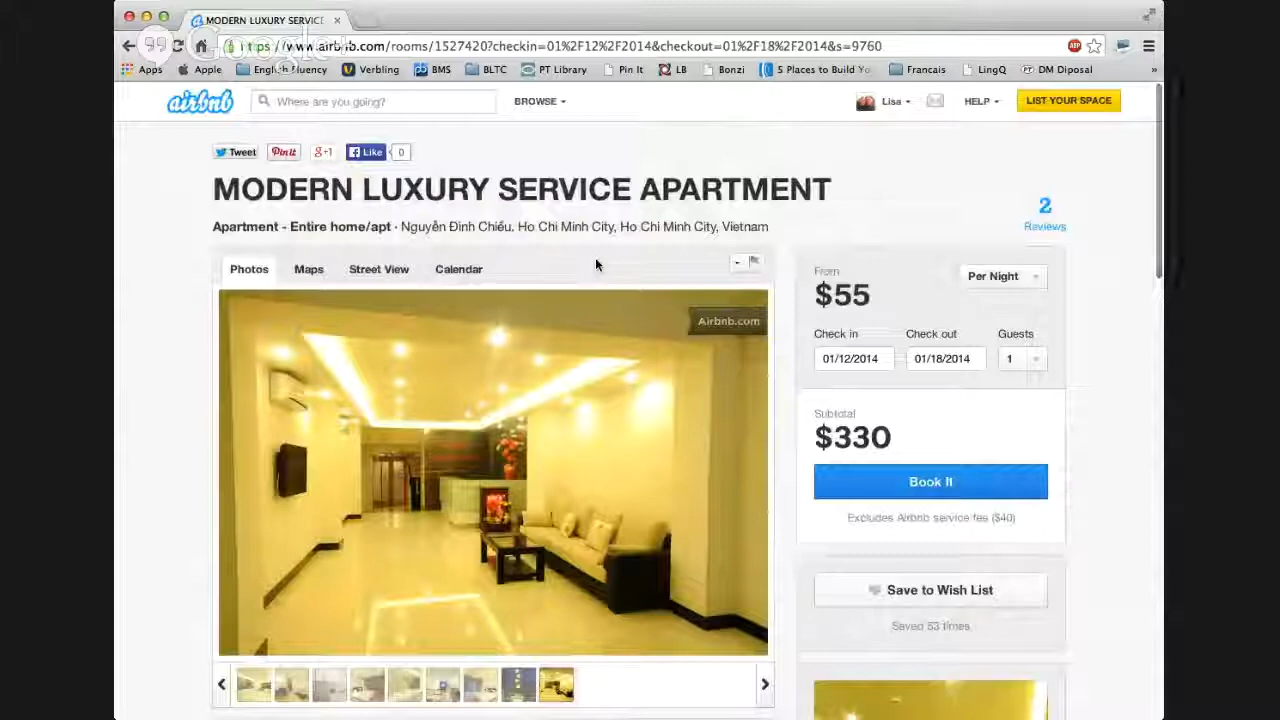 MODERN LUXURY SERVICE
Google+
https://www.airbnb.com/rooms/1527420?checkin=01%2F12%2F2014&checkout=01%2F18%2F2014&s=9760
ABP
Apps Apple English Fluency Verbling BMS BLTC PT Library Pin It LB Bonzi 5 Places to Build Yo Francais LingQ DM Diposal »
airbnb Where are you going? BROWSE Lisa HELP LIST YOUR SPACE
Tweet Pin it g+1 Like 0
MODERN LUXURY SERVICE APARTMENT
2
Reviews
Apartment - Entire home/apt · Nguyễn Đình Chiểu, Ho Chi Minh City, Ho Chi Minh City, Vietnam
Photos Maps Street View Calendar
From
$55
Per Night
Airbnb.com
Check in Check out Guests
01/12/2014 01/18/2014 1
Subtotal
$330
Book It
Excludes Airbnb service fees ($40)
Save to Wish List
Saved 53 times